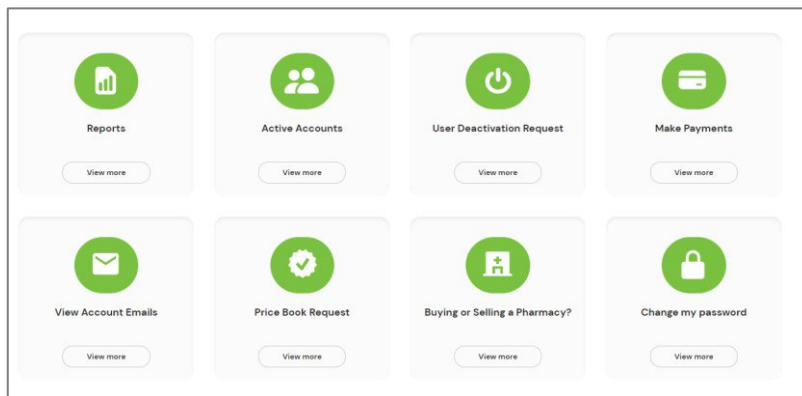 Reports
Active Accounts
User Deactivation Request
Make Payments
View more
View more
View more
View more
View Account Emails
Price Book Request
Buying or Selling a Pharmacy?
Change my password
View more
View more
View more
View more